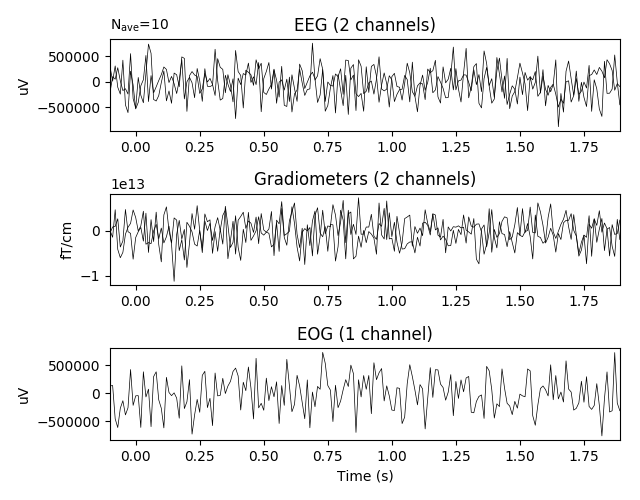 N_ave=10
EEG (2 channels)
uV
500000
0
−500000
0.00 0.25 0.50 0.75 1.00 1.25 1.50 1.75
1e13
Gradiometers (2 channels)
fT/cm
0
−1
0.00 0.25 0.50 0.75 1.00 1.25 1.50 1.75
EOG (1 channel)
uV
500000
0
−500000
0.00 0.25 0.50 0.75 1.00 1.25 1.50 1.75
Time (s)